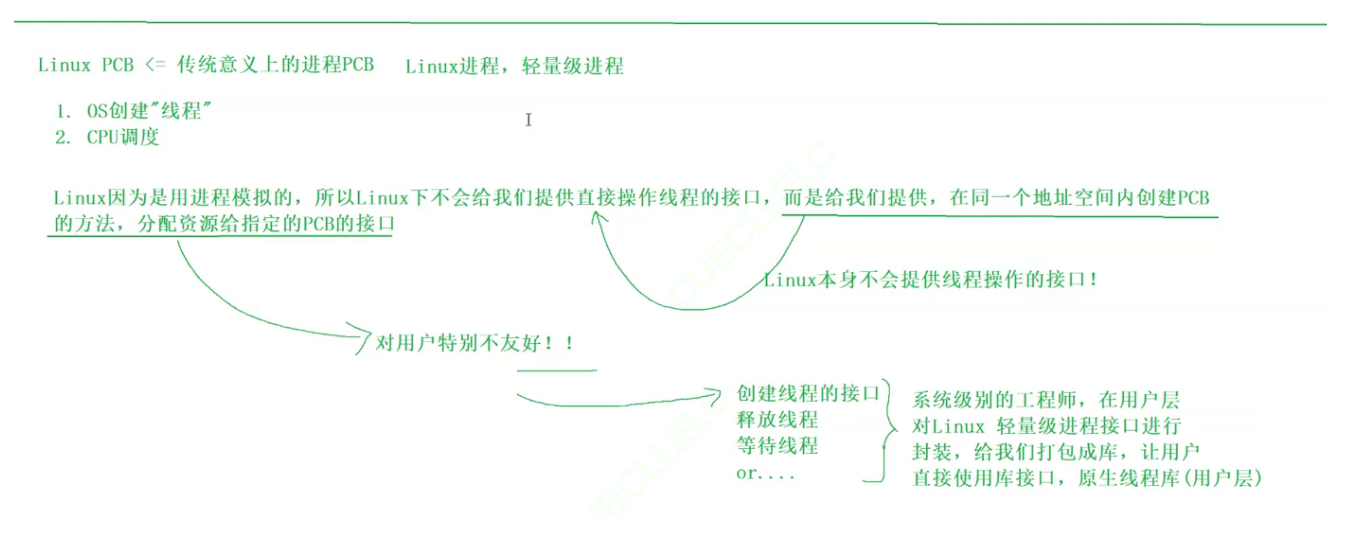 Linux PCB <= 传统意义上的进程PCB Linux进程，轻量级进程
1. OS创建"线程"
2. CPU调度
Linux因为是用进程模拟的，所以Linux下不会给我们提供直接操作线程的接口，而是给我们提供，在同一个地址空间内创建PCB
的方法，分配资源给指定的PCB的接口
Linux本身不会提供线程操作的接口！
对用户特别不友好！！
创建线程的接口
释放线程
等待线程
or....
系统级别的工程师，在用户层
对Linux 轻量级进程接口进行
封装，给我们打包成库，让用户
直接使用库接口，原生线程库(用户层)